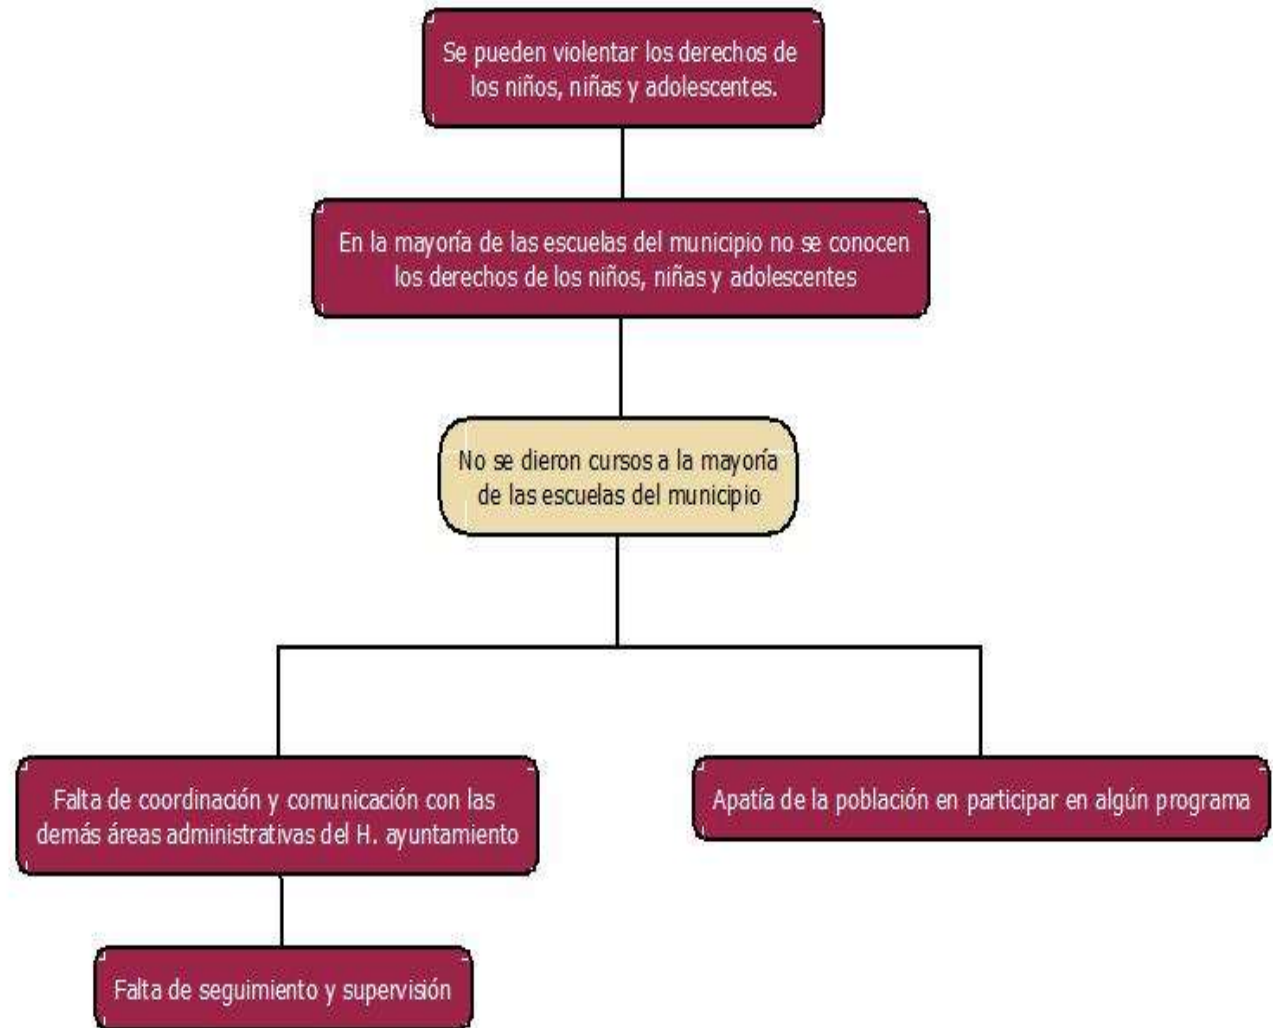 Se pueden violentar los derechos de
los niños, niñas y adolescentes.
En la mayoría de las escuelas del municipio no se conocen
los derechos de los niños, niñas y adolescentes
No se dieron cursos a la mayoría
de las escuelas del municipio
Falta de coordinación y comunicación con las
demás áreas administrativas del H. ayuntamiento
Apatía de la población en participar en algún programa
Falta de seguimiento y supervisión